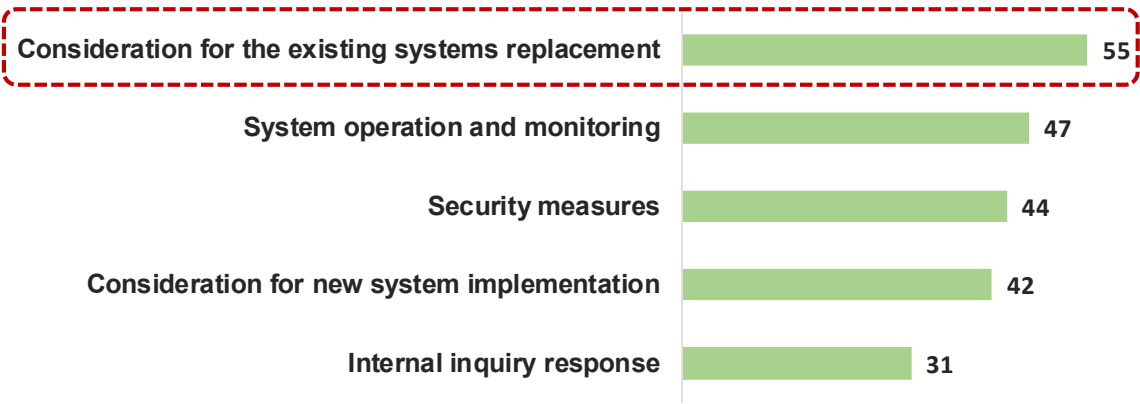 Consideration for the existing systems replacement 55
System operation and monitoring 47
Security measures 44
Consideration for new system implementation 42
Internal inquiry response 31